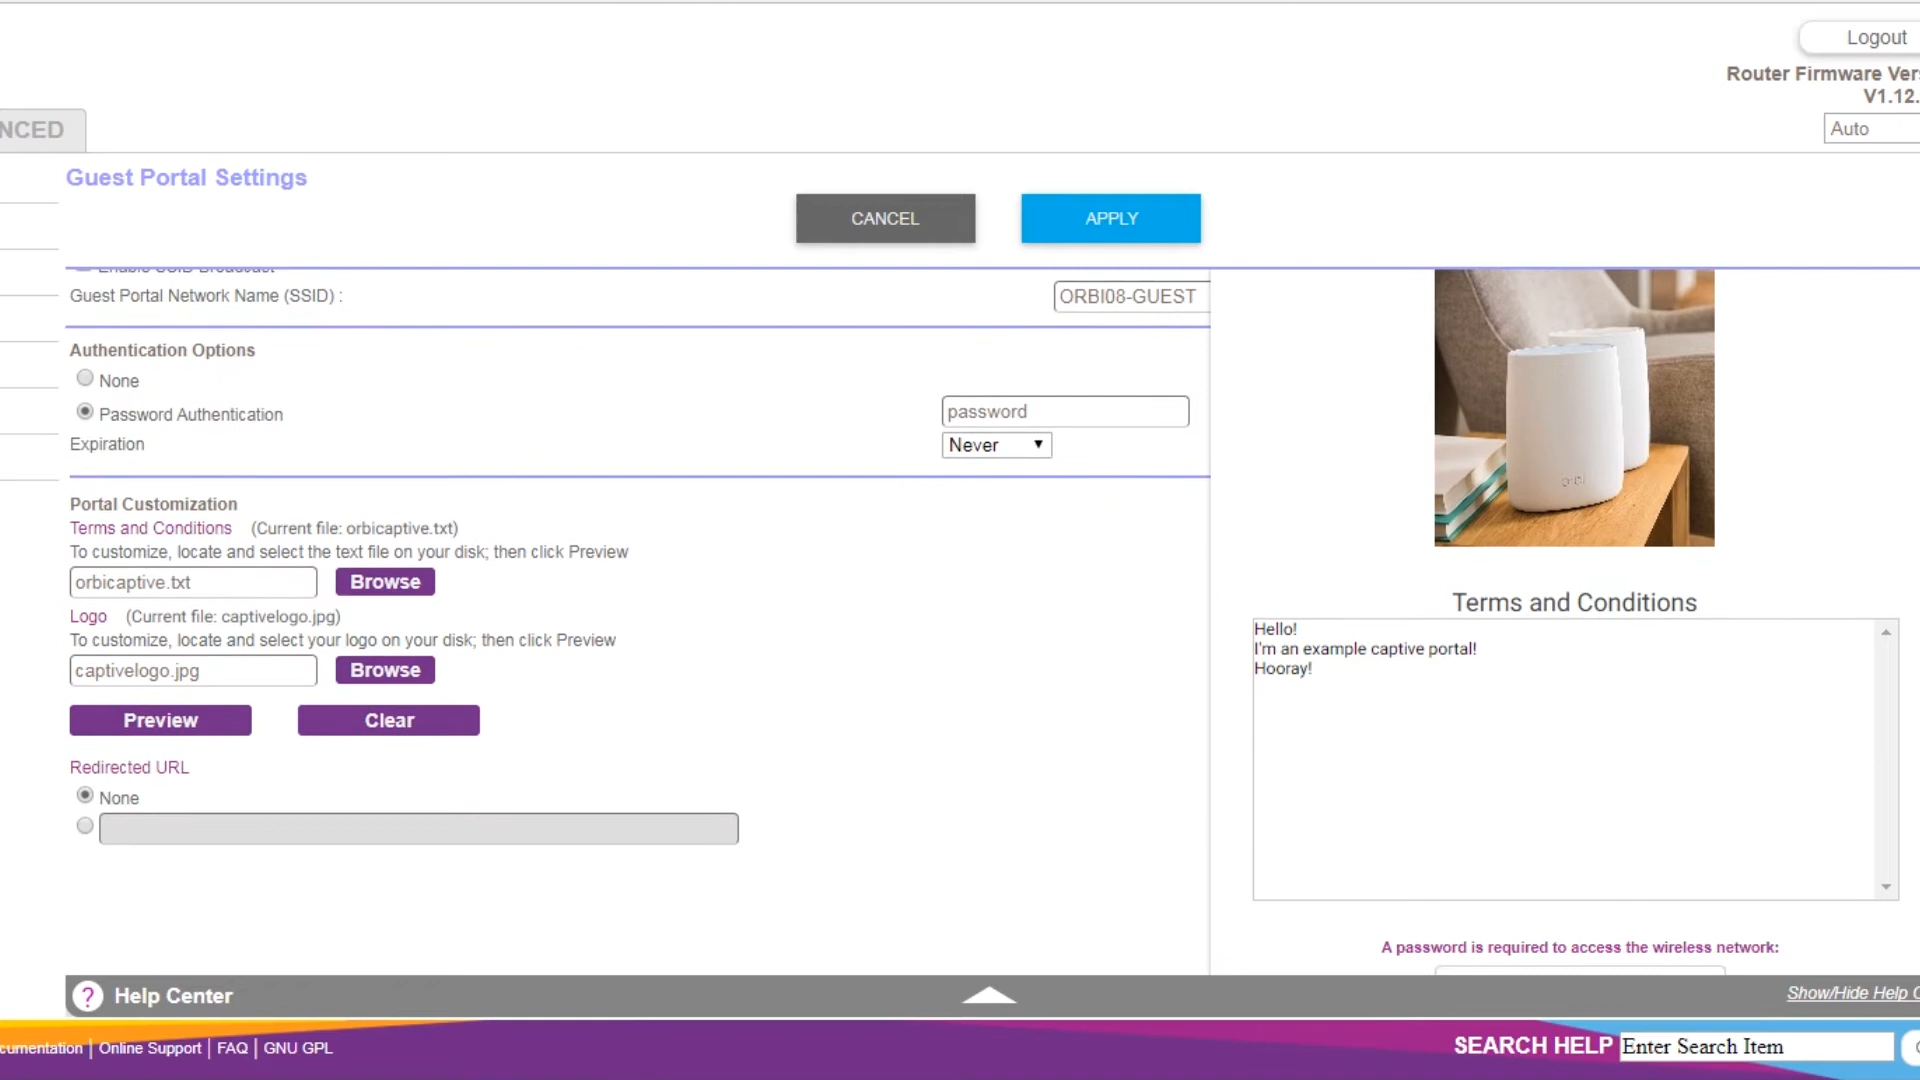 Logout
Router Firmware Vers
V1.12.
NCED
Auto
Guest Portal Settings
CANCEL
APPLY
Enable SSID Broadcast
Guest Portal Network Name (SSID) :
ORBI08-GUEST
Authentication Options
None
Password Authentication
password
Expiration
Never
Portal Customization
Terms and Conditions (Current file: orbicaptive.txt)
To customize, locate and select the text file on your disk; then click Preview
orbicaptive.txt
Browse
Logo (Current file: captivelogo.jpg)
To customize, locate and select your logo on your disk; then click Preview
captivelogo.jpg
Browse
Preview
Clear
Redirected URL
None
orbi
Terms and Conditions
Hello!
I'm an example captive portal!
Hooray!
A password is required to access the wireless network:
? Help Center
Show/Hide Help C
cumentation | Online Support | FAQ | GNU GPL
SEARCH HELP
Enter Search Item